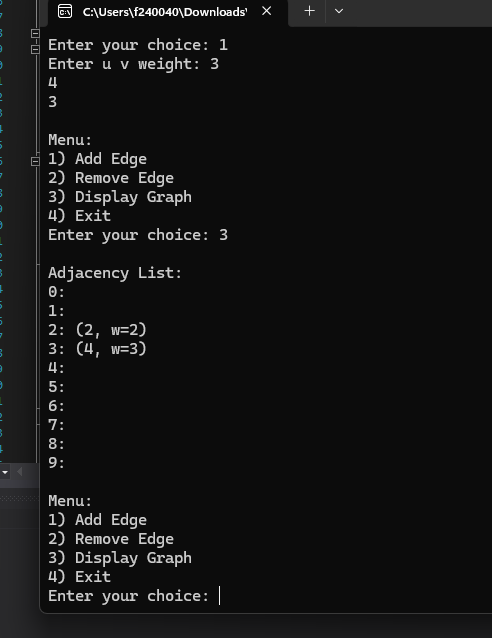 C:\Users\f240040\Downloads'
Enter your choice: 1
Enter u v weight: 3
4
3
Menu:
1) Add Edge
2) Remove Edge
3) Display Graph
4) Exit
Enter your choice: 3
Adjacency List:
0:
1:
2: (2, w=2)
3: (4, w=3)
4:
5:
6:
7:
8:
9:
Menu:
1) Add Edge
2) Remove Edge
3) Display Graph
4) Exit
Enter your choice: